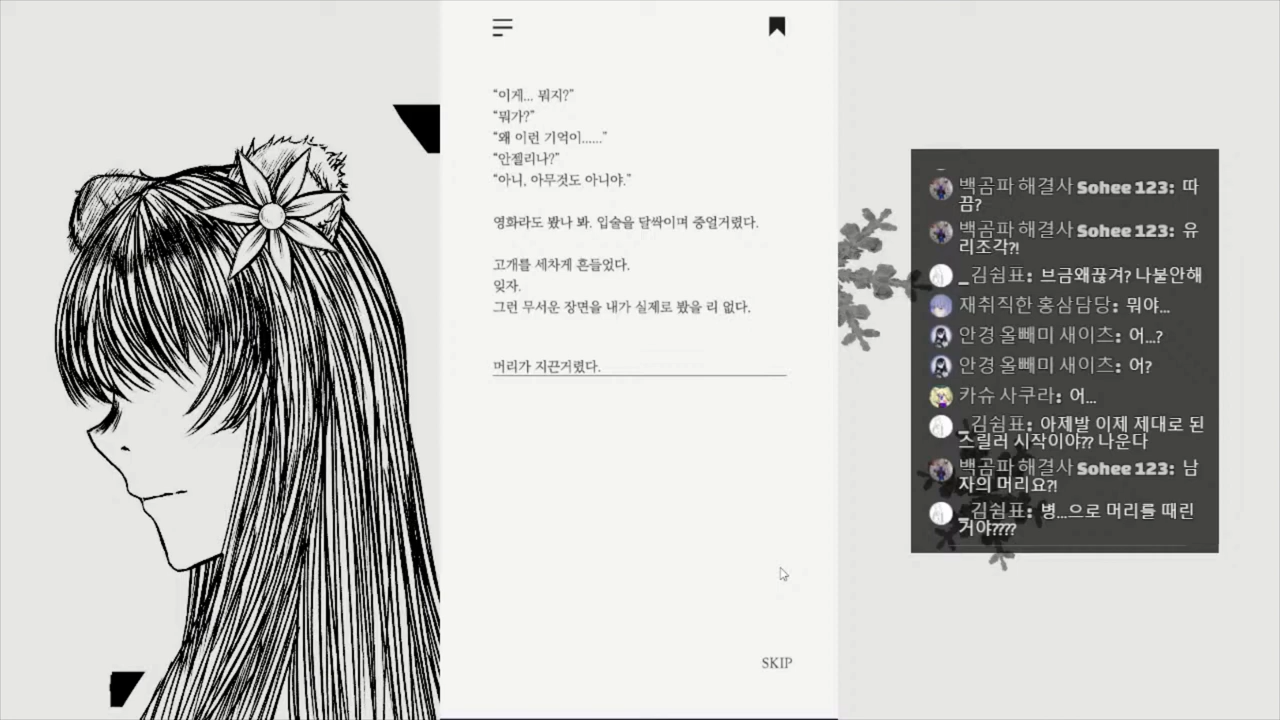 “이게... 뭐지?”
“뭐가?”
“왜 이런 기억이......”
“안젤리나?”
“아니, 아무것도 아니야.”
영화라도 봤나 봐. 입술을 달싹이며 중얼거렸다.
고개를 세차게 흔들었다.
잊자.
그런 무서운 장면을 내가 실제로 봤을 리 없다.
머리가 지끈거렸다.
SKIP
백곰파 해결사 Sohee 123: 따
끔?
백곰파 해결사 Sohee 123: 유
리조각?!
_김쉼표: 브금왜끊겨? 나불안해
재취직한 홍삼담당: 뭐야...
안경 올빼미 새이츠: 어...?
안경 올빼미 새이츠: 어?
카슈 사쿠라: 어...
_김쉼표: 아제발 이제 제대로 된
스릴러 시작이야?? 나운다
백곰파 해결사 Sohee 123: 남
자의 머리요?!
_김쉼표: 병...으로 머리를 때린
거야????